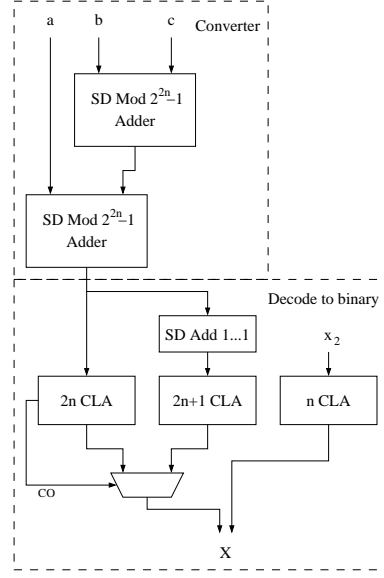 a b c Converter
SD Mod 2^{2n}−1
Adder
SD Mod 2^{2n}−1
Adder
Decode to binary
SD Add 1...1
x_2
2n CLA
2n+1 CLA
n CLA
CO
X